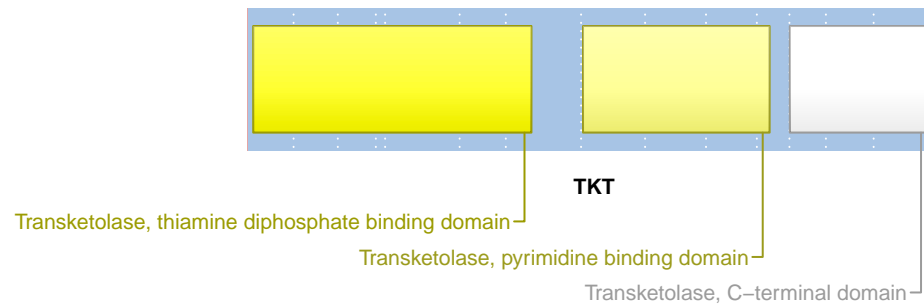 TKT
Transketolase, thiamine diphosphate binding domain
Transketolase, pyrimidine binding domain
Transketolase, C−terminal domain